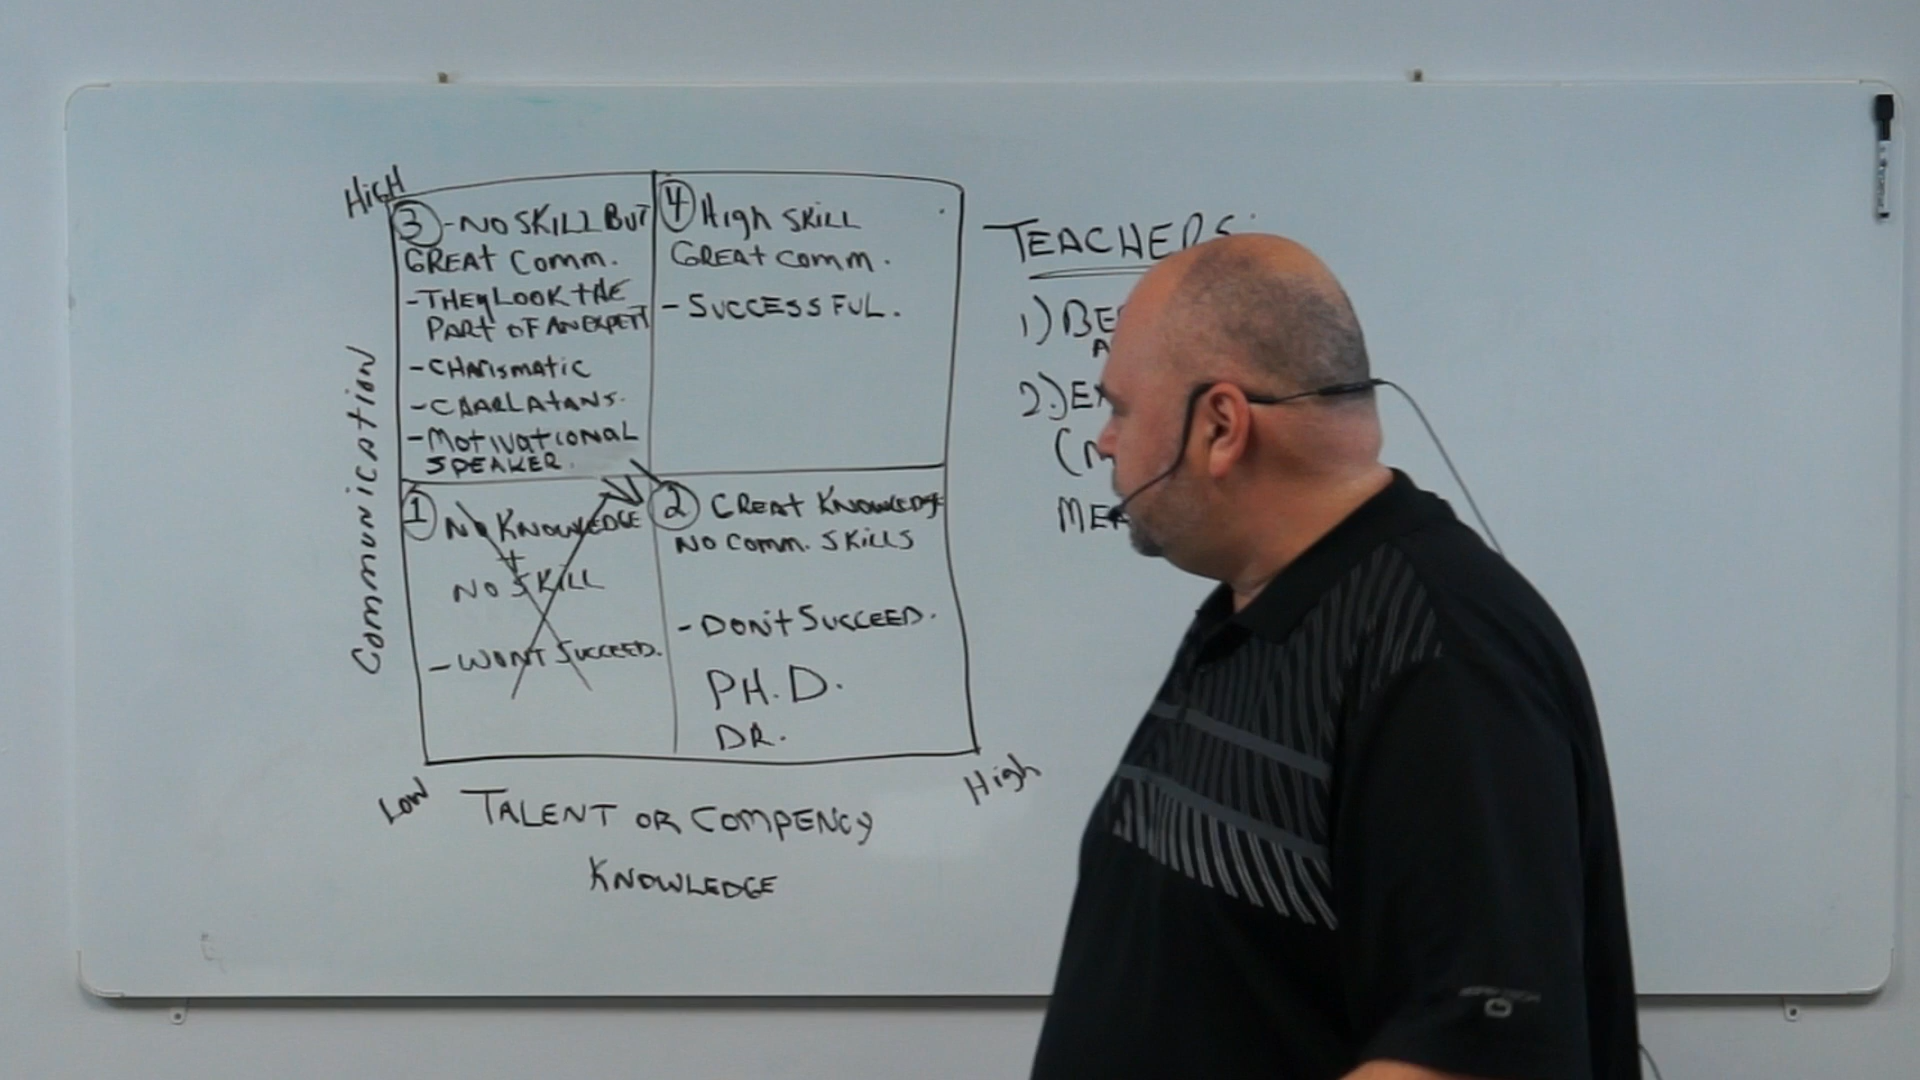 HIGH
3 - NO SKILL BUT
GREAT COMM.
- THEY LOOK THE
PART OF AN EXPERT
- CHARISMATIC
- CHARLATANS.
- MOTIVATIONAL
SPEAKER.
4 HIGH SKILL
GREAT COMM.
- SUCCESSFUL.
1 NO KNOWLEDGE
+
NO SKILL
- WONT SUCCEED.
2 GREAT KNOWLEDGE
NO COMM. SKILLS
- DON'T SUCCEED.
PH.D.
DR.
COMMUNICATION
LOW
HIGH
TALENT OR COMPENCY
KNOWLEDGE
TEACHERS
1)
2.)